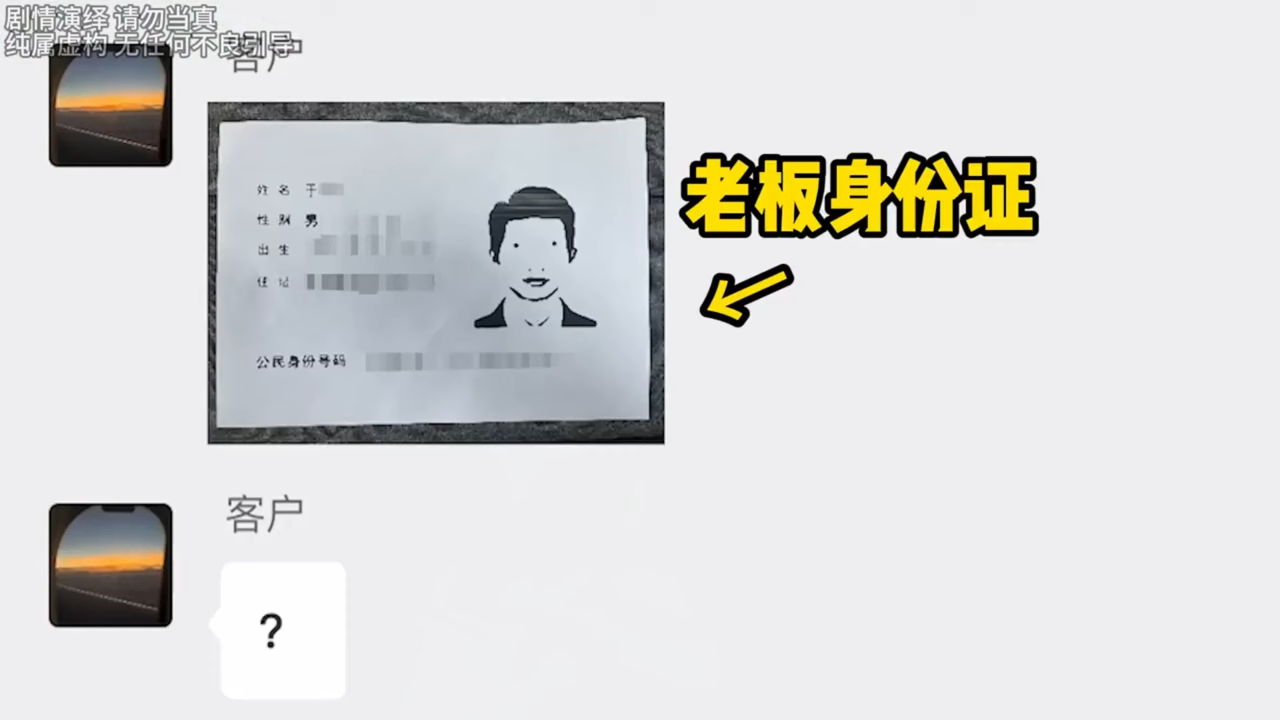 剧情演绎 请勿当真
纯属虚构 无任何不良引导
客户
姓 名 于
性 别 男
出 生
住
公民身份号码
老板身份证
客户
?